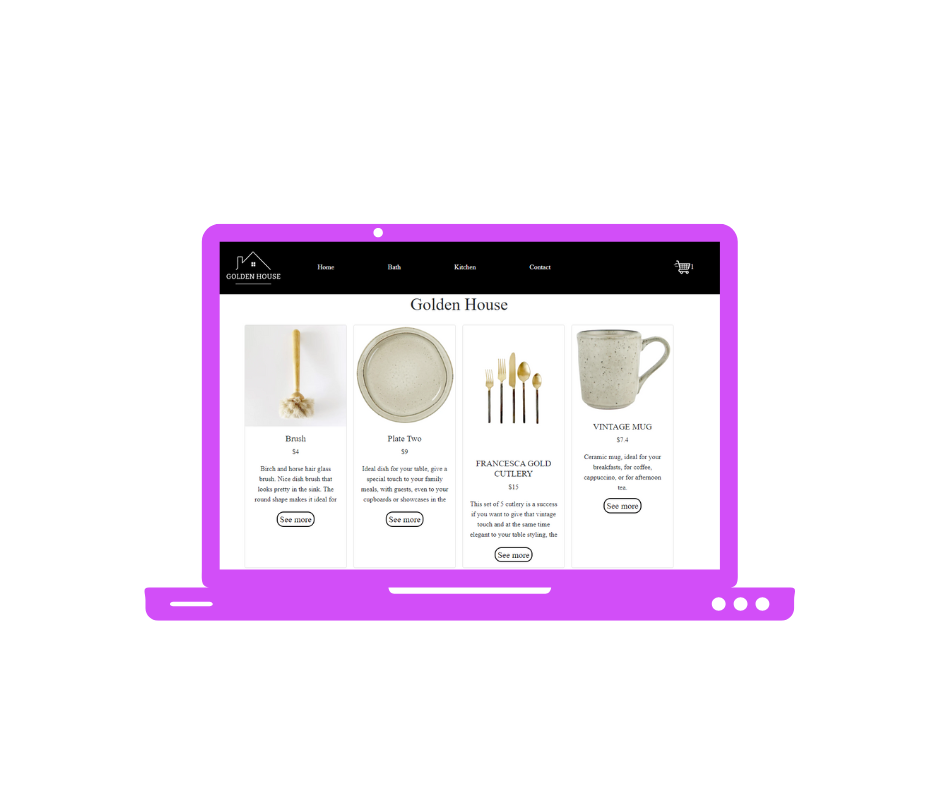 GOLDEN HOUSE
Home
Bath
Kitchen
Contact
1
Golden House
Brush
$4
Birch and horse hair glass
brush. Nice dish brush that
looks pretty in the sink. The
round shape makes it ideal for
See more
Plate Two
$9
Ideal dish for your table, give a
special touch to your family
meals, with guests, even to your
cupboards or showcases in the
See more
FRANCESCA GOLD
CUTLERY
$15
This set of 5 cutlery is a success
if you want to give that vintage
touch and at the same time
elegant to your table styling, the
See more
VINTAGE MUG
$7.4
Ceramic mug, ideal for your
breakfasts, for coffee,
cappuccino, or for afternoon
tea.
See more